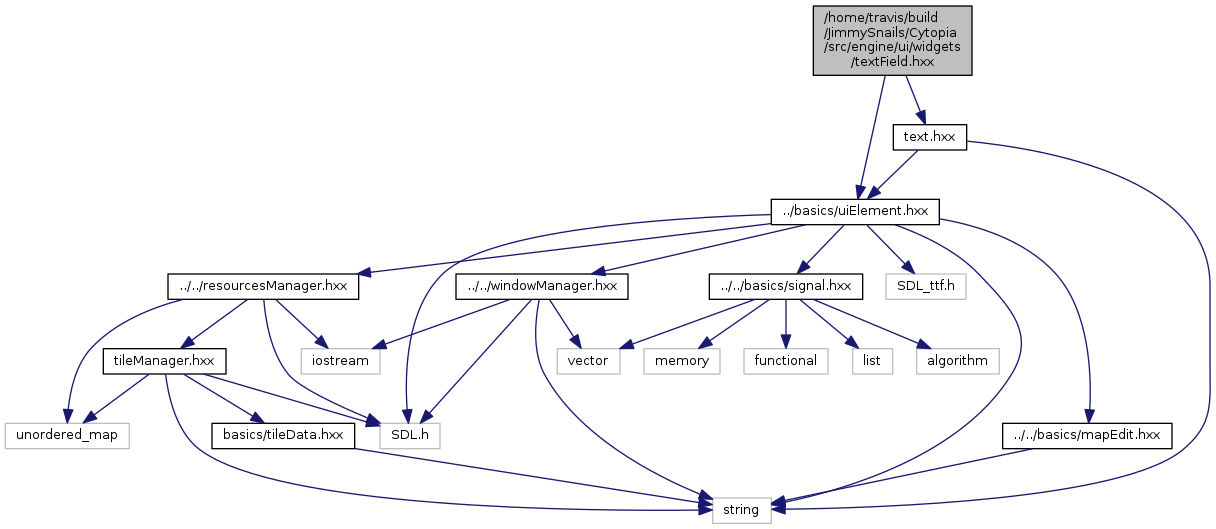 /home/travis/build
/JimmySnails/Cytopia
/src/engine/ui/widgets
/textField.hxx
text.hxx
../basics/uiElement.hxx
../../resourcesManager.hxx
../../windowManager.hxx
../../basics/signal.hxx
SDL_ttf.h
tileManager.hxx
iostream
vector
memory
functional
list
algorithm
unordered_map
basics/tileData.hxx
SDL.h
../../basics/mapEdit.hxx
string